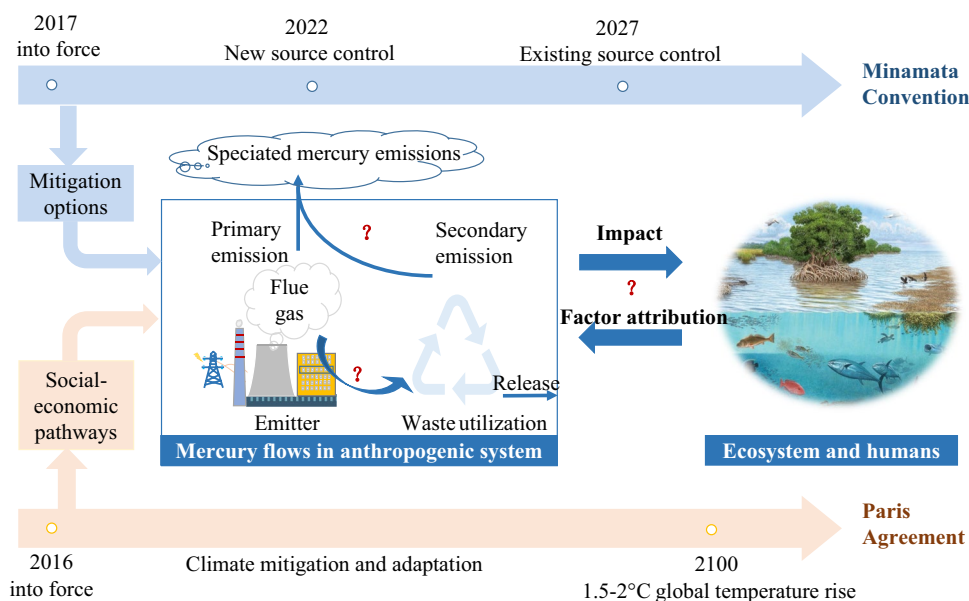 2017
into force
2022
New source control
2027
Existing source control
Minamata
Convention
Speciated mercury emissions
Mitigation
options
Primary
emission
?
Secondary
emission
Impact
?
Factor attribution
Flue
gas
?
Release
Social-
economic
pathways
Emitter
Waste utilization
Mercury flows in anthropogenic system
Ecosystem and humans
Paris
Agreement
2016
into force
Climate mitigation and adaptation
2100
1.5-2°C global temperature rise